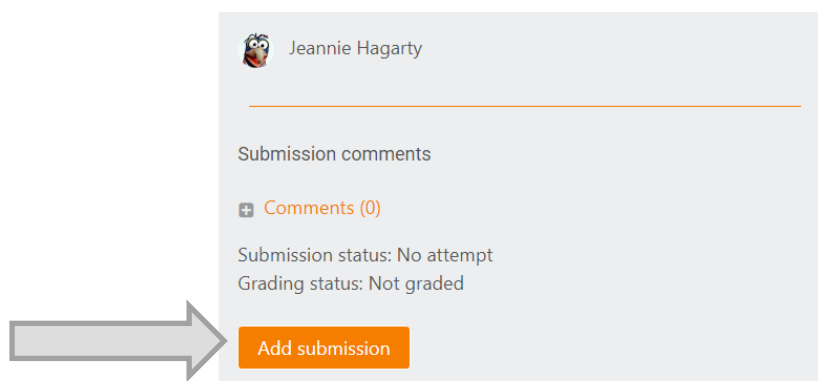 Jeannie Hagarty
Submission comments
Comments (0)
Submission status: No attempt
Grading status: Not graded
Add submission